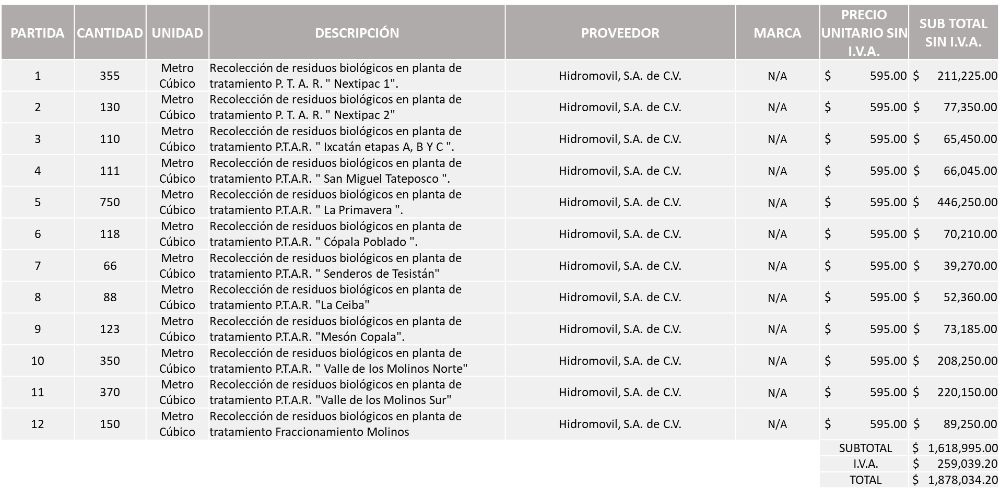 PARTIDA CANTIDAD UNIDAD DESCRIPCIÓN PROVEEDOR MARCA PRECIO UNITARIO SIN I.V.A. SUB TOTAL SIN I.V.A.
1 355 Metro Cúbico Recolección de residuos biológicos en planta de tratamiento P. T. A. R. " Nextipac 1". Hidromovil, S.A. de C.V. N/A $ 595.00 $ 211,225.00
2 130 Metro Cúbico Recolección de residuos biológicos en planta de tratamiento P. T. A. R. " Nextipac 2" Hidromovil, S.A. de C.V. N/A $ 595.00 $ 77,350.00
3 110 Metro Cúbico Recolección de residuos biológicos en planta de tratamiento P.T.A.R. " Ixcatán etapas A, B Y C ". Hidromovil, S.A. de C.V. N/A $ 595.00 $ 65,450.00
4 111 Metro Cúbico Recolección de residuos biológicos en planta de tratamiento P.T.A.R. " San Miguel Tateposco ". Hidromovil, S.A. de C.V. N/A $ 595.00 $ 66,045.00
5 750 Metro Cúbico Recolección de residuos biológicos en planta de tratamiento P.T.A.R. " La Primavera ". Hidromovil, S.A. de C.V. N/A $ 595.00 $ 446,250.00
6 118 Metro Cúbico Recolección de residuos biológicos en planta de tratamiento P.T.A.R. " Cópala Poblado ". Hidromovil, S.A. de C.V. N/A $ 595.00 $ 70,210.00
7 66 Metro Cúbico Recolección de residuos biológicos en planta de tratamiento P.T.A.R. " Senderos de Tesistán" Hidromovil, S.A. de C.V. N/A $ 595.00 $ 39,270.00
8 88 Metro Cúbico Recolección de residuos biológicos en planta de tratamiento P.T.A.R. "La Ceiba" Hidromovil, S.A. de C.V. N/A $ 595.00 $ 52,360.00
9 123 Metro Cúbico Recolección de residuos biológicos en planta de tratamiento P.T.A.R. "Mesón Copala". Hidromovil, S.A. de C.V. N/A $ 595.00 $ 73,185.00
10 350 Metro Cúbico Recolección de residuos biológicos en planta de tratamiento P.T.A.R. " Valle de los Molinos Norte" Hidromovil, S.A. de C.V. N/A $ 595.00 $ 208,250.00
11 370 Metro Cúbico Recolección de residuos biológicos en planta de tratamiento P.T.A.R. "Valle de los Molinos Sur" Hidromovil, S.A. de C.V. N/A $ 595.00 $ 220,150.00
12 150 Metro Cúbico Recolección de residuos biológicos en planta de tratamiento Fraccionamiento Molinos Hidromovil, S.A. de C.V. N/A $ 595.00 $ 89,250.00
SUBTOTAL $ 1,618,995.00
I.V.A. $ 259,039.20
TOTAL $ 1,878,034.20